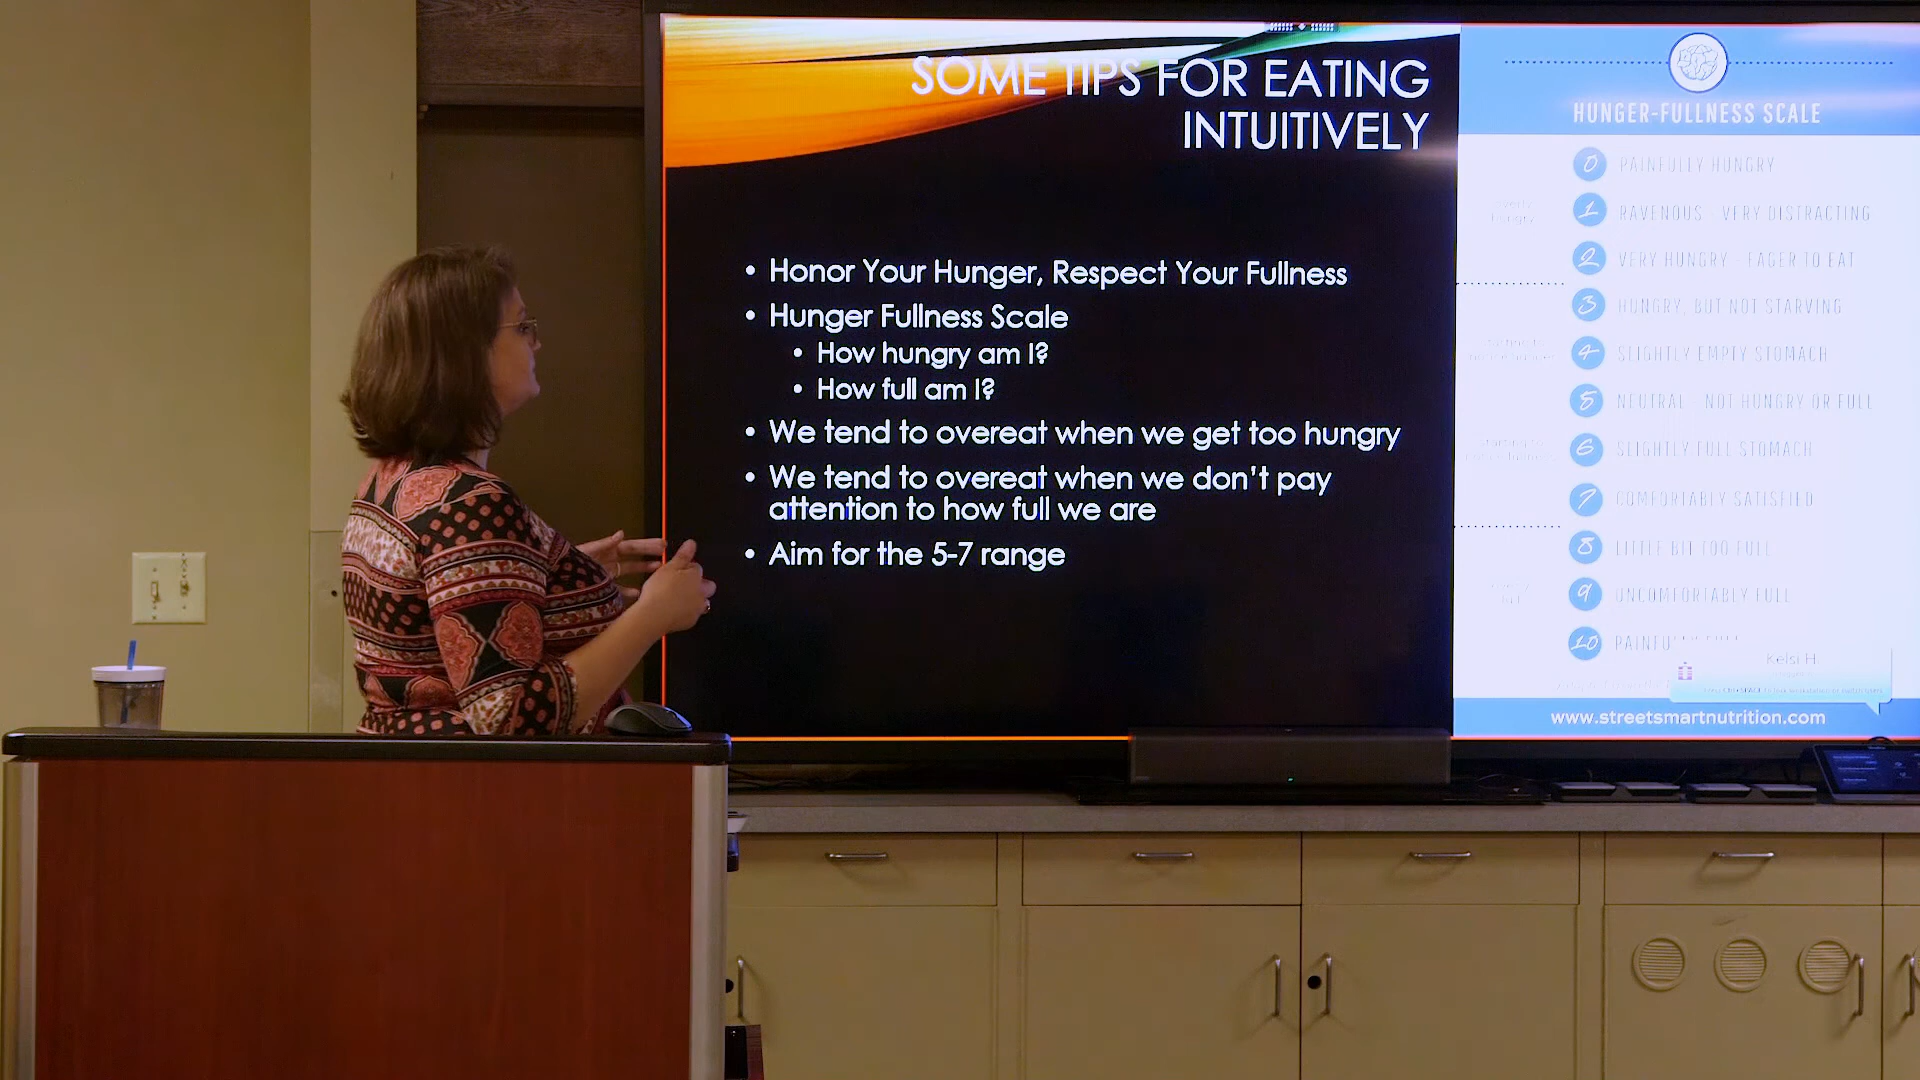 SOME TIPS FOR EATING
INTUITIVELY
• Honor Your Hunger, Respect Your Fullness
• Hunger Fullness Scale
• How hungry am I?
• How full am I?
• We tend to overeat when we get too hungry
• We tend to overeat when we don't pay
attention to how full we are
• Aim for the 5-7 range
HUNGER-FULLNESS SCALE
0 PAINFULLY HUNGRY
1 RAVENOUS - VERY DISTRACTING
2 VERY HUNGRY - EAGER TO EAT
3 HUNGRY, BUT NOT STARVING
4 SLIGHTLY EMPTY STOMACH
5 NEUTRAL - NOT HUNGRY OR FULL
6 SLIGHTLY FULL STOMACH
7 COMFORTABLY SATISFIED
8 LITTLE BIT TOO FULL
9 UNCOMFORTABLY FULL
10
Kelsi H.
www.streetsmartnutrition.com